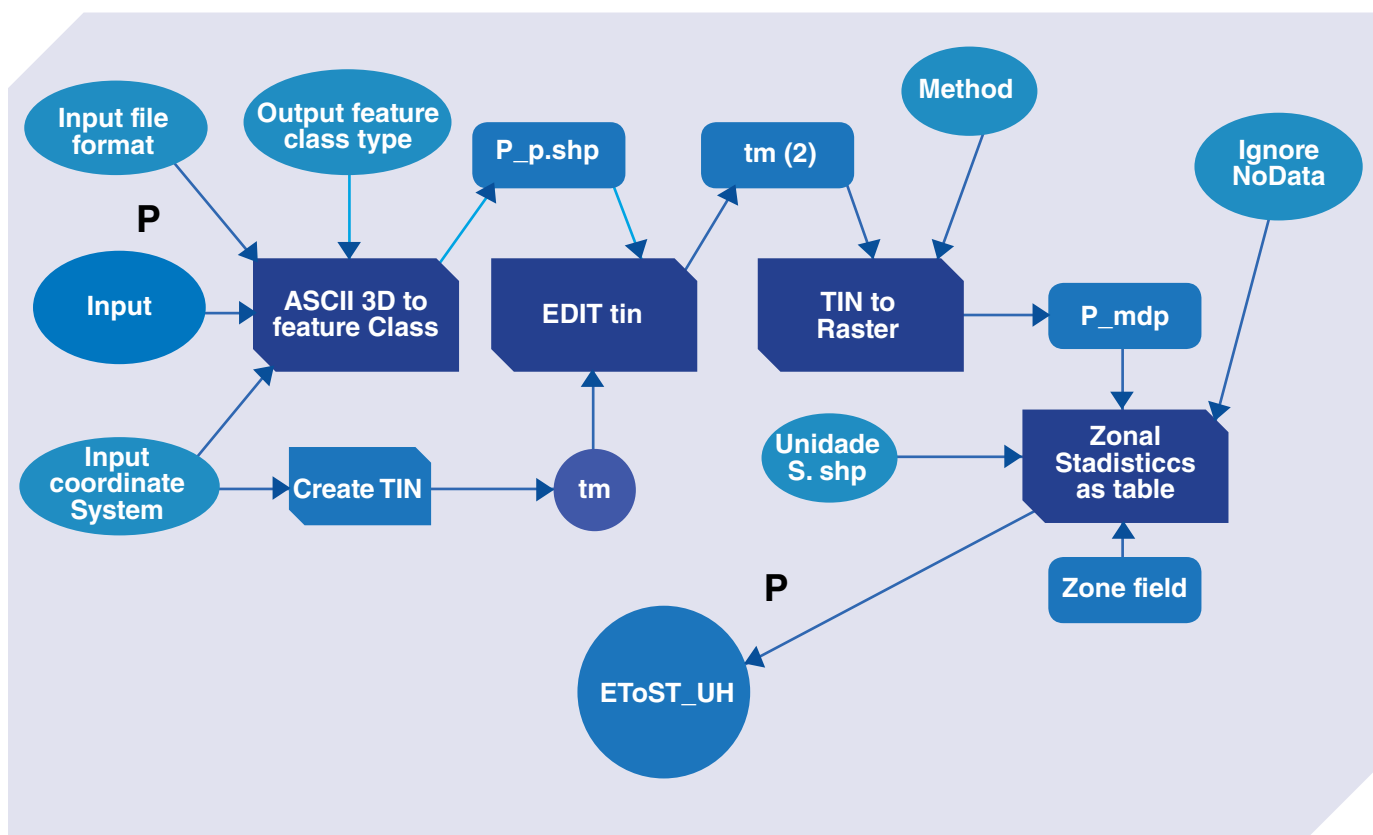 Input file
format
Output feature
class type
P_p.shp
tm (2)
Method
Ignore
NoData
P
Input
ASCII 3D to
feature Class
EDIT tin
TIN to
Raster
P_mdp
Input
coordinate
System
Create TIN
tm
Unidade
S. shp
Zonal
Stadisticcs
as table
Zone field
P
EToST_UH